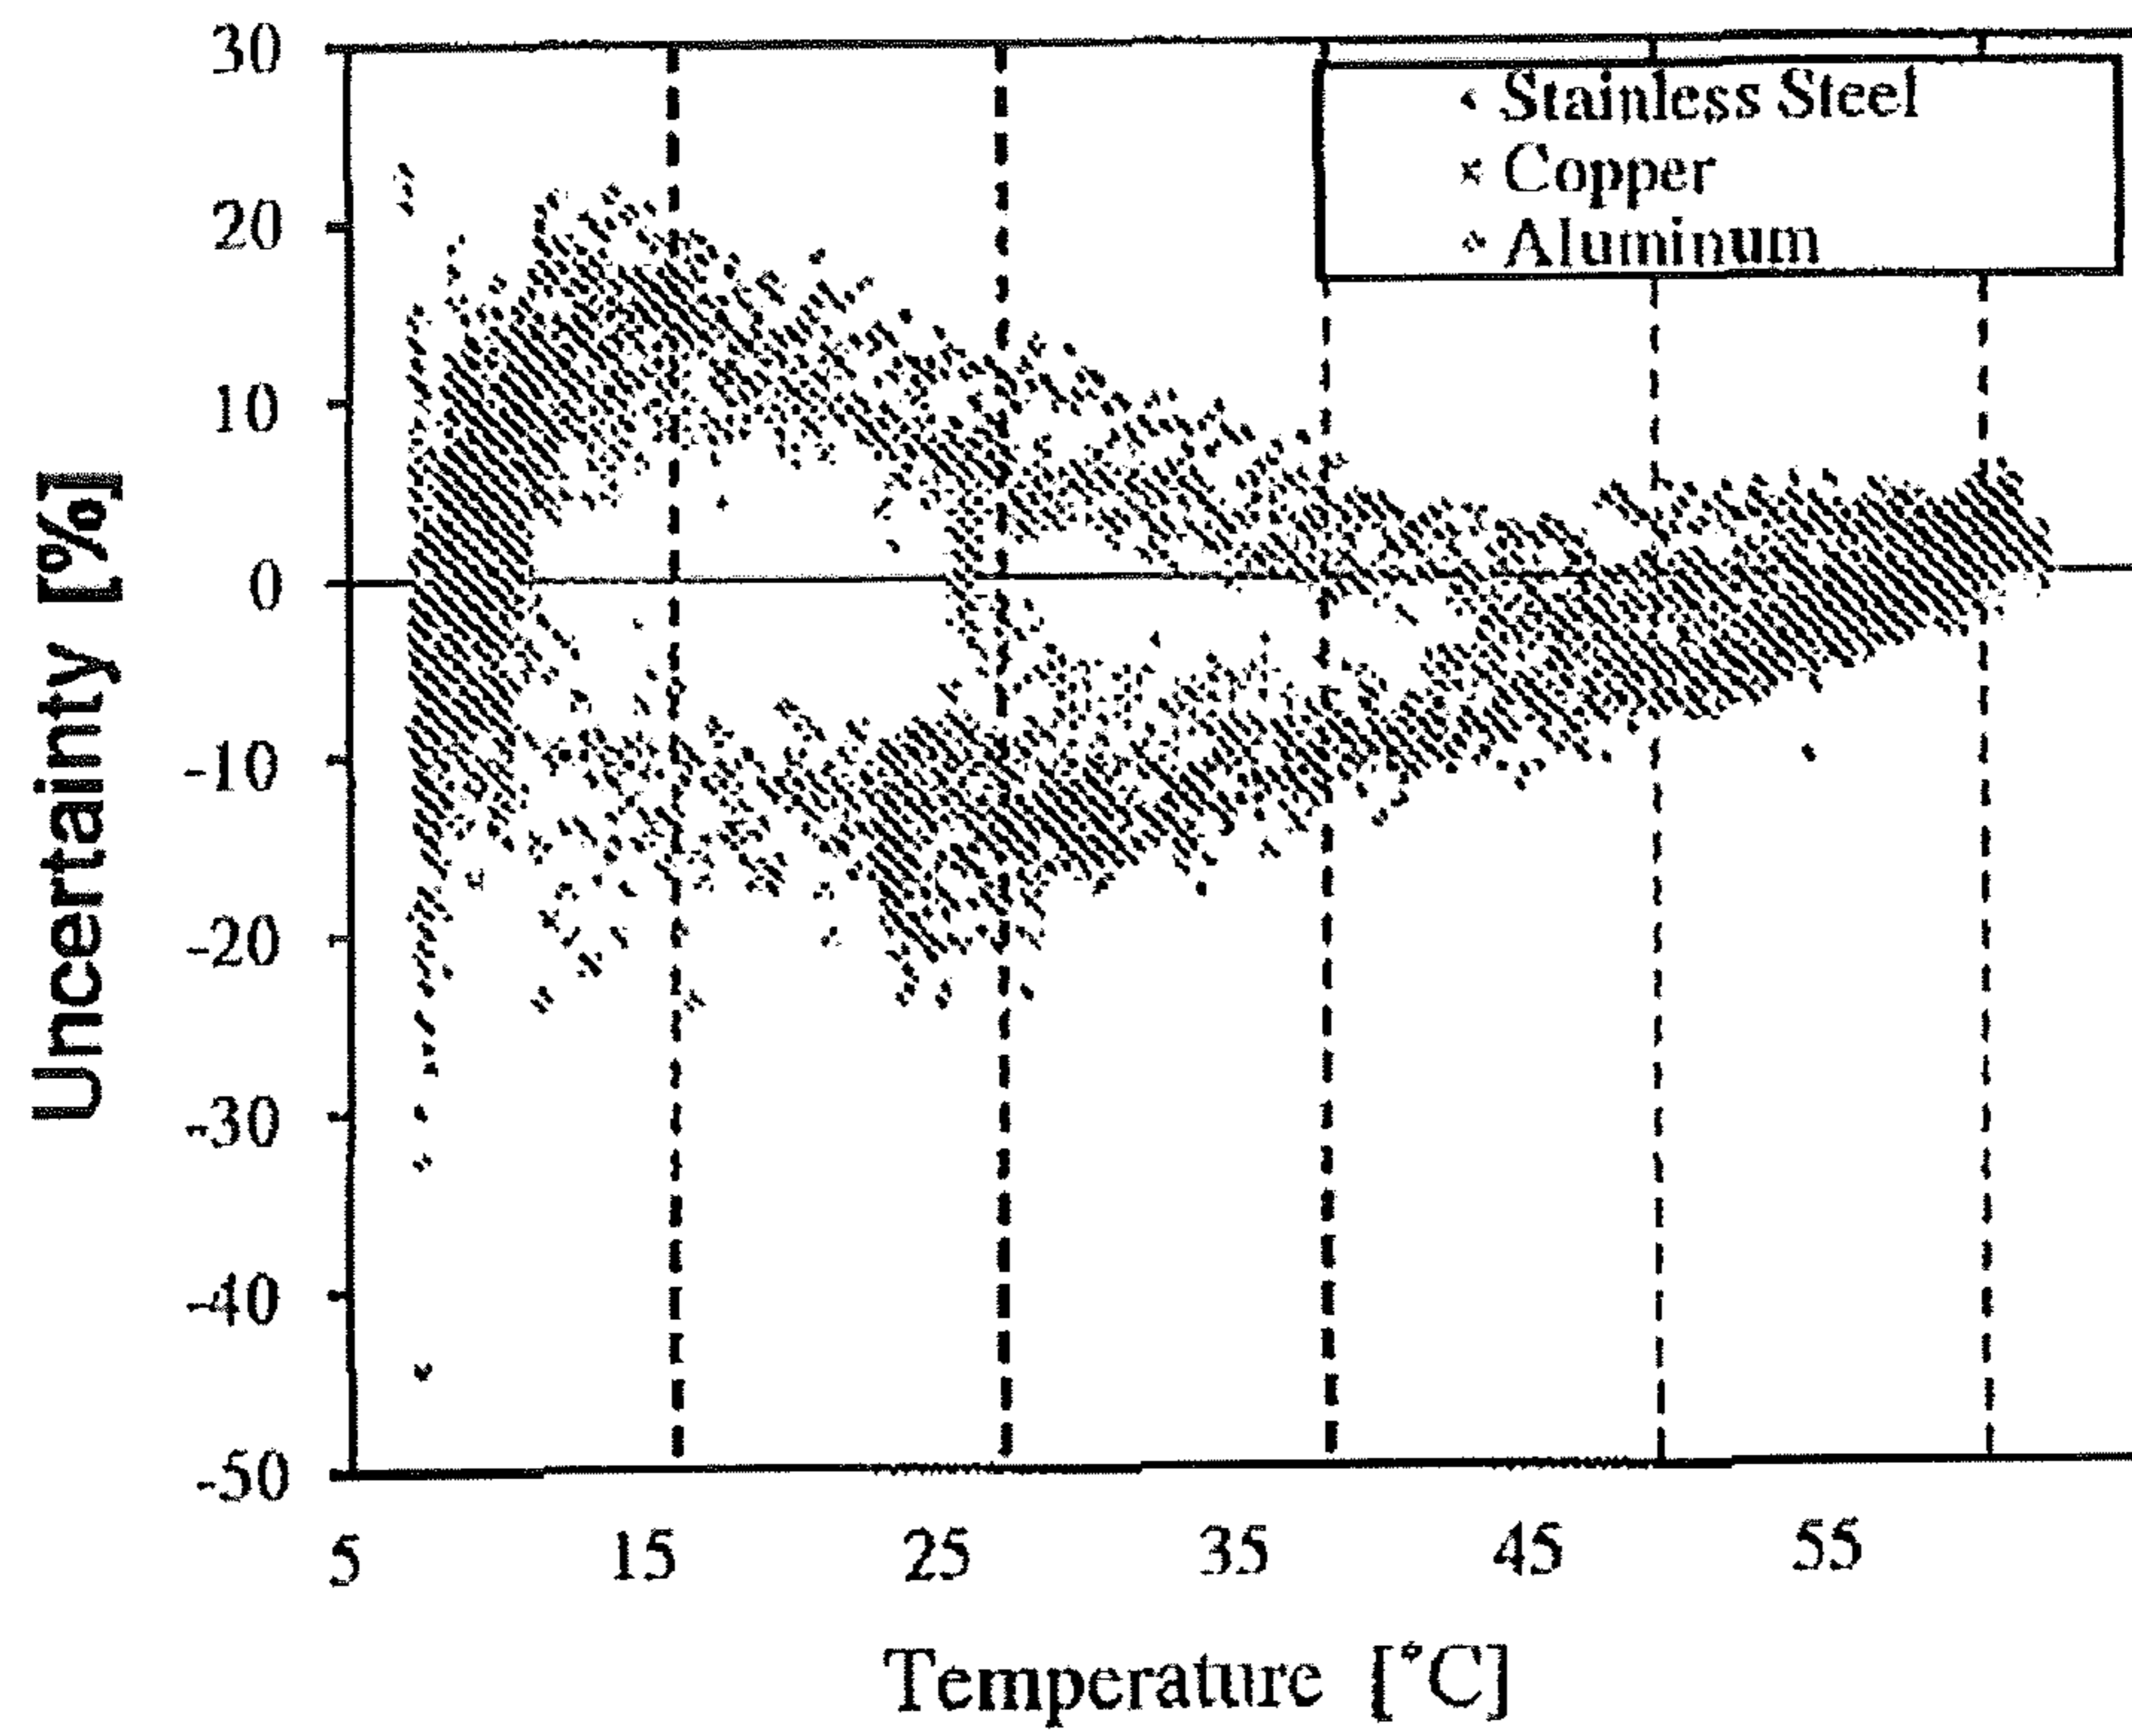 30
Stainless Steel
Copper
20
Aluminum
10
0
-10
-20
-30
-40
-50
Uncertainty [%]
5 15 25 35 45 55
Temperature [°C]